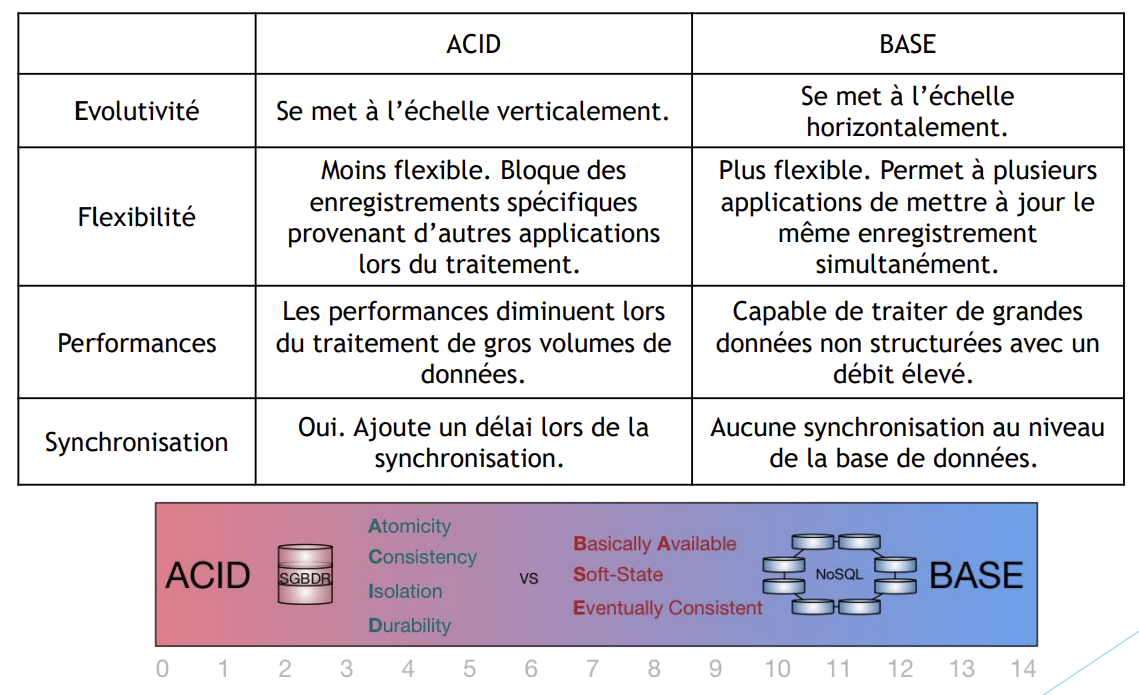 ACID
BASE
Evolutivité
Se met à l’échelle verticalement.
Se met à l’échelle
horizontalement.
Flexibilité
Moins flexible. Bloque des
enregistrements spécifiques
provenant d’autres applications
lors du traitement.
Plus flexible. Permet à plusieurs
applications de mettre à jour le
même enregistrement
simultanément.
Performances
Les performances diminuent lors
du traitement de gros volumes de
données.
Capable de traiter de grandes
données non structurées avec un
débit élevé.
Synchronisation
Oui. Ajoute un délai lors de la
synchronisation.
Aucune synchronisation au niveau
de la base de données.
ACID
SGBDR
Atomicity
Consistency
Isolation
Durability
vs
Basically Available
Soft-State
Eventually Consistent
NoSQL
BASE
0 1 2 3 4 5 6 7 8 9 10 11 12 13 14